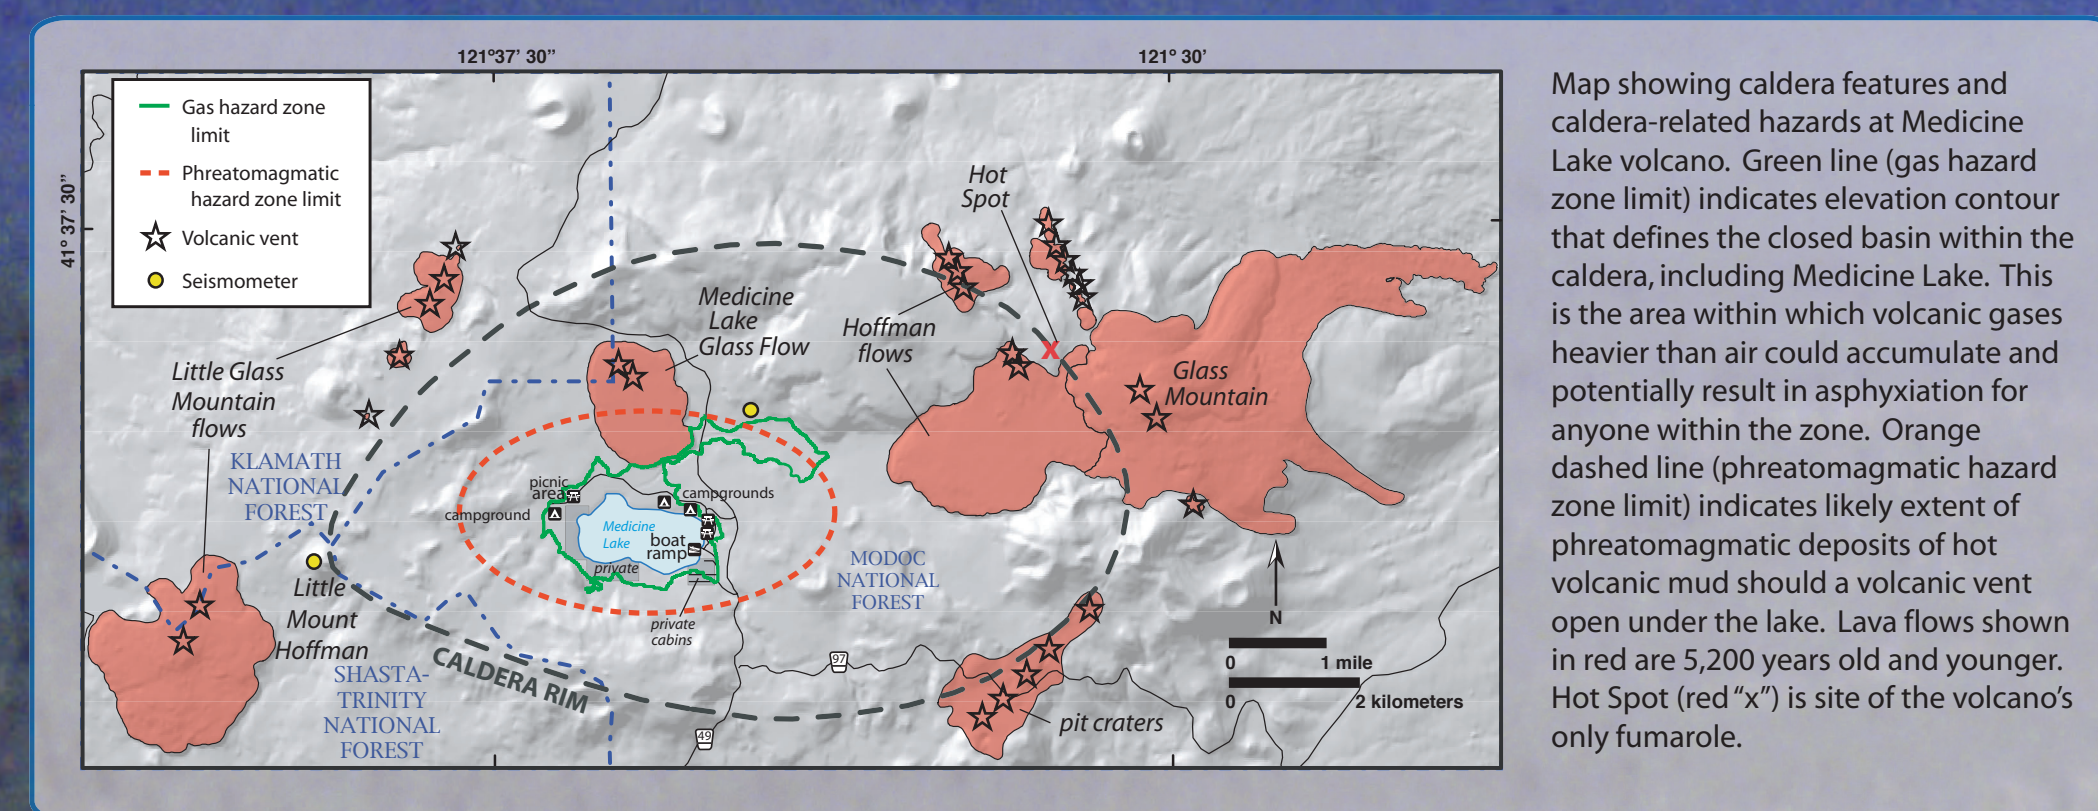 121º37’ 30”
121º 30’
41º 37’ 30”
Gas hazard zone
limit
Phreatomagmatic
hazard zone limit
Volcanic vent
Seismometer
Hot
Spot
Medicine
Lake
Glass Flow
Hoffman
flows
Glass
Mountain
Little Glass
Mountain
flows
KLAMATH
NATIONAL
FOREST
picnic
area
campgrounds
campground
Medicine
Lake
boat
ramp
private
private
cabins
MODOC
NATIONAL
FOREST
Little
Mount
Hoffman
SHASTA-
TRINITY
NATIONAL
FOREST
CALDERA RIM
97
49
pit craters
N
0 1 mile
0 2 kilometers
X
Map showing caldera features and
caldera-related hazards at Medicine
Lake volcano. Green line (gas hazard
zone limit) indicates elevation contour
that defines the closed basin within the
caldera, including Medicine Lake. This
is the area within which volcanic gases
heavier than air could accumulate and
potentially result in asphyxiation for
anyone within the zone. Orange
dashed line (phreatomagmatic hazard
zone limit) indicates likely extent of
phreatomagmatic deposits of hot
volcanic mud should a volcanic vent
open under the lake. Lava flows shown
in red are 5,200 years old and younger.
Hot Spot (red “x”) is site of the volcano’s
only fumarole.